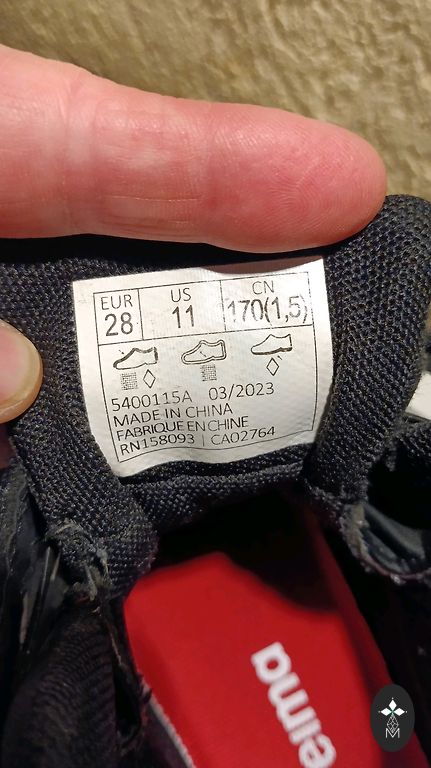 EUR US CN
28 11 170(1,5)
5400115A 03/2023
MADE IN CHINA
FABRIQUE EN CHINE
RN158093 | CA02764
eima